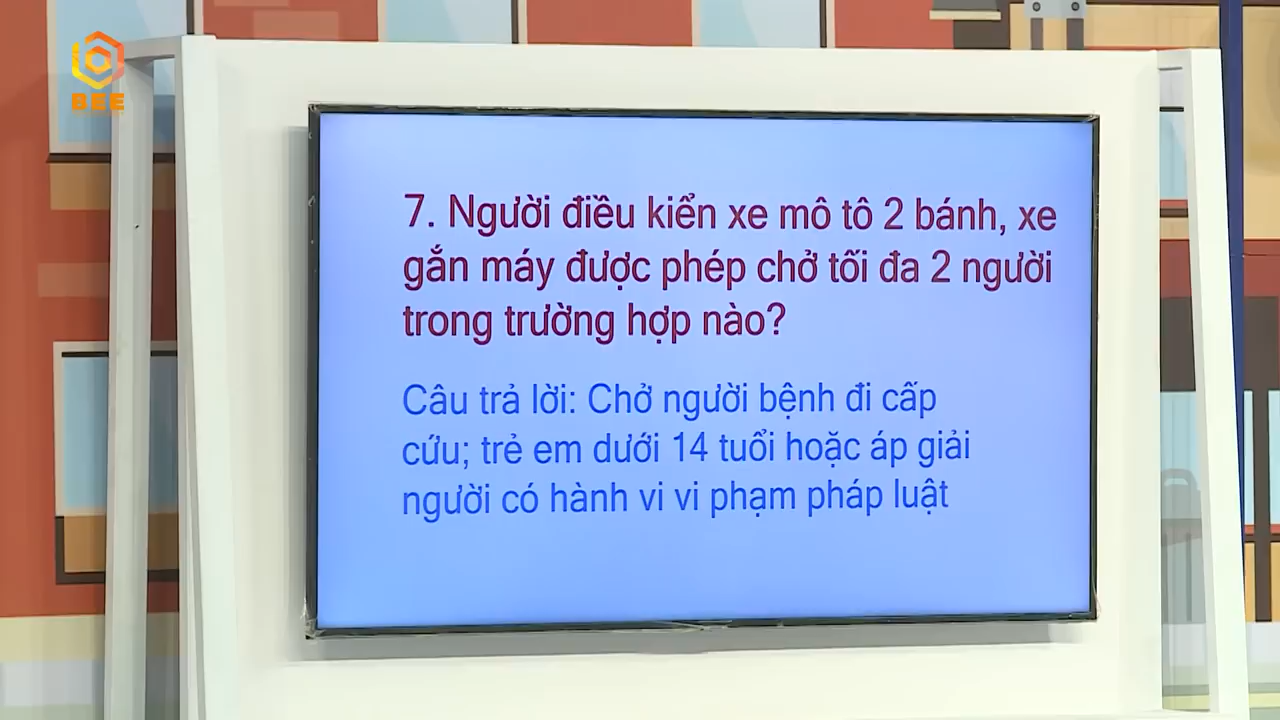 BEE
7. Người điều kiển xe mô tô 2 bánh, xe
gắn máy được phép chở tối đa 2 người
trong trường hợp nào?
Câu trả lời: Chở người bệnh đi cấp
cứu; trẻ em dưới 14 tuổi hoặc áp giải
người có hành vi vi phạm pháp luật